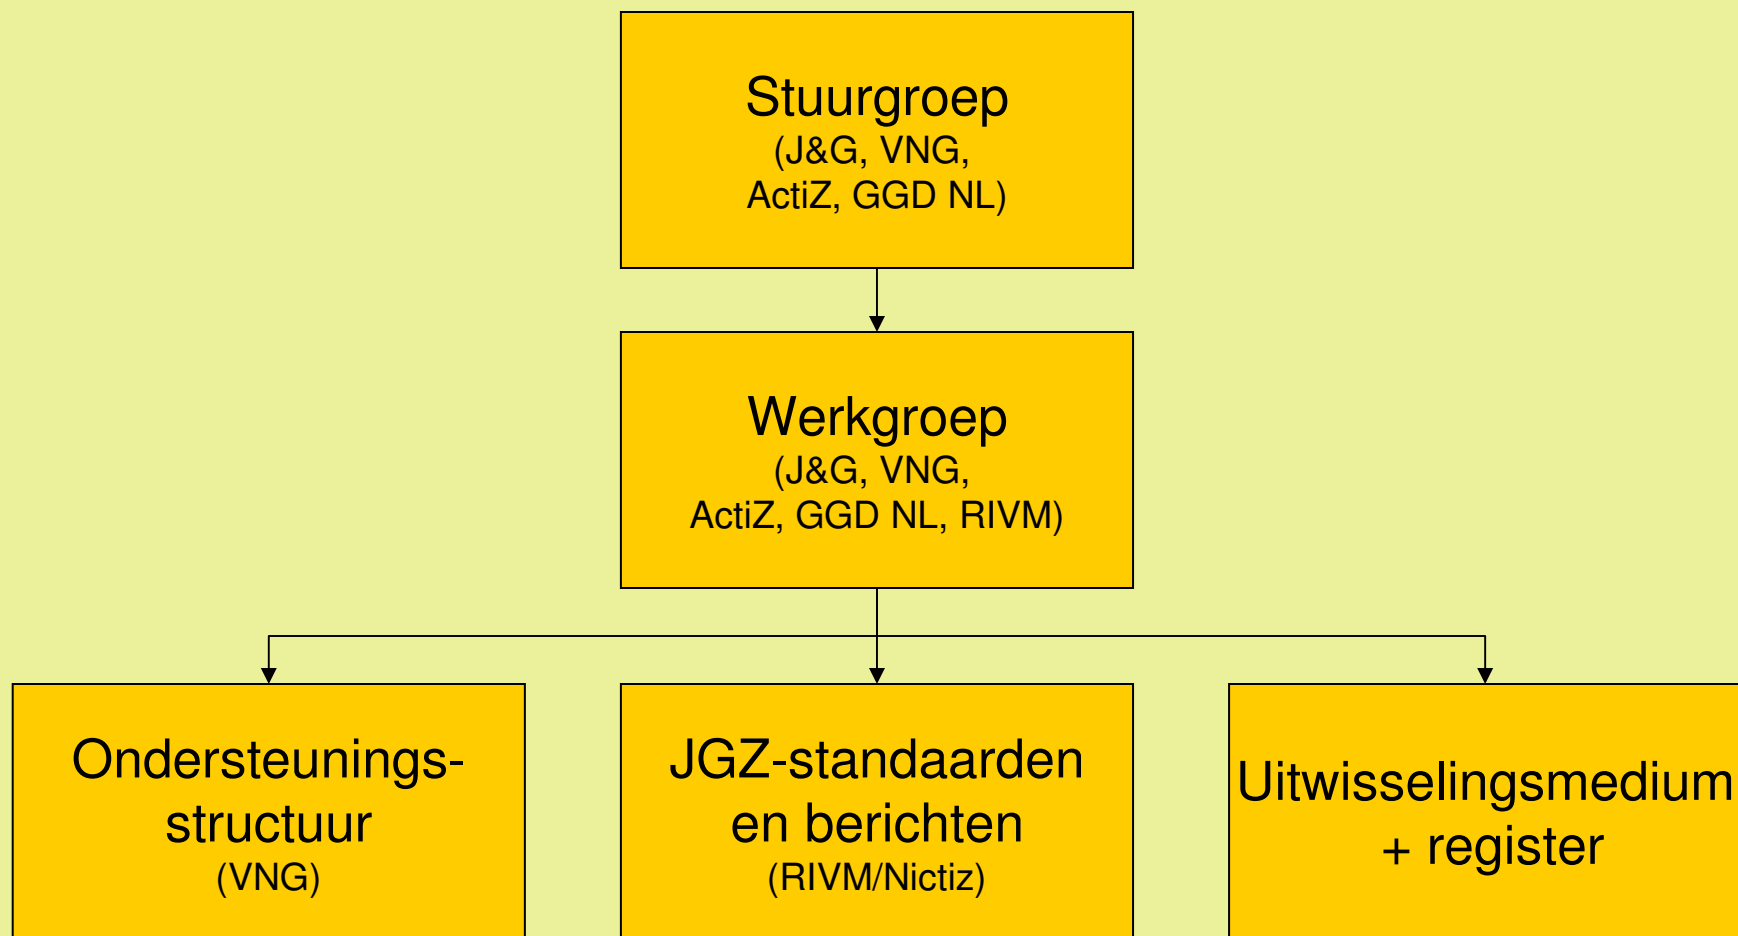 Stuurgroep
(J&G, VNG,
ActiZ, GGD NL)
Werkgroep
(J&G, VNG,
ActiZ, GGD NL, RIVM)
Ondersteunings-
structuur
(VNG)
JGZ-standaarden
en berichten
(RIVM/Nictiz)
Uitwisselingsmedium
+ register